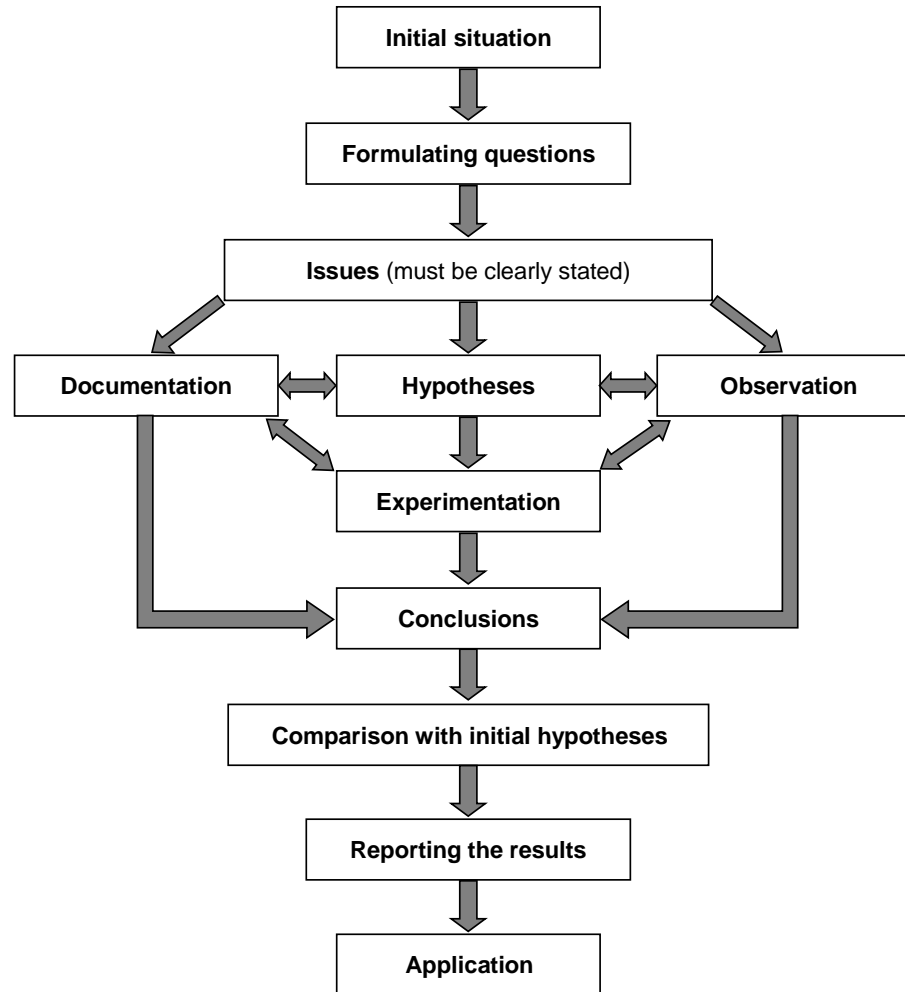 Initial situation
Formulating questions
Issues (must be clearly stated)
Documentation
Hypotheses
Observation
Experimentation
Conclusions
Comparison with initial hypotheses
Reporting the results
Application